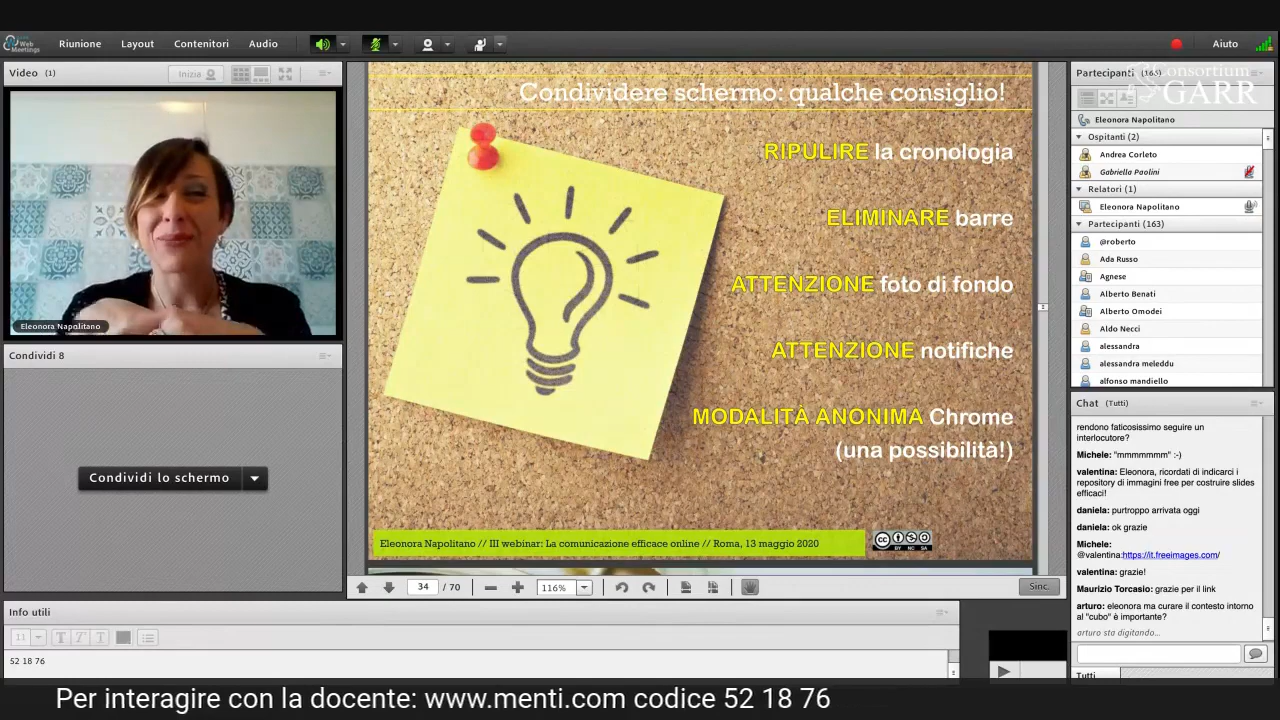 Web
Meetings
Riunione
Layout
Contenitori
Audio
Aiuto
Video (1)
Inizia
Eleonora Napolitano
Condividi 8
Condividi lo schermo
Condividere schermo: qualche consiglio!
RIPULIRE la cronologia
ELIMINARE barre
ATTENZIONE foto di fondo
ATTENZIONE notifiche
MODALITÀ ANONIMA Chrome
(una possibilità!)
Eleonora Napolitano // III webinar: La comunicazione efficace online // Roma, 13 maggio 2020
CC
BY NC SA
34 / 70
116%
Sinc.
Partecipanti
Consortium
GARR
Eleonora Napolitano
Ospitanti (2)
Andrea Corleto
Gabriella Paolini
Relatori (1)
Eleonora Napolitano
Partecipanti (163)
@roberto
Ada Russo
Agnese
Alberto Benati
Alberto Omodei
Aldo Necci
alessandra
alessandra meleddu
alfonso mandiello
Chat (Tutti)
rendono faticosissimo seguire un
interlocutore?
Michele: "mmmmmmm" :-)
valentina: Eleonora, ricordati di indicarci i
repository di immagini free per costruire slides
efficaci!
daniela: purtroppo arrivata oggi
daniela: ok grazie
Michele:
@valentina:https://it.freeimages.com/
valentina: grazie!
Maurizio Torcasio: grazie per il link
arturo: eleonora ma curare il contesto intorno
al "cubo" è importante?
arturo sta digitando...
Tutti
Info utili
11
T T T
52 18 76
Per interagire con la docente: www.menti.com codice 52 18 76